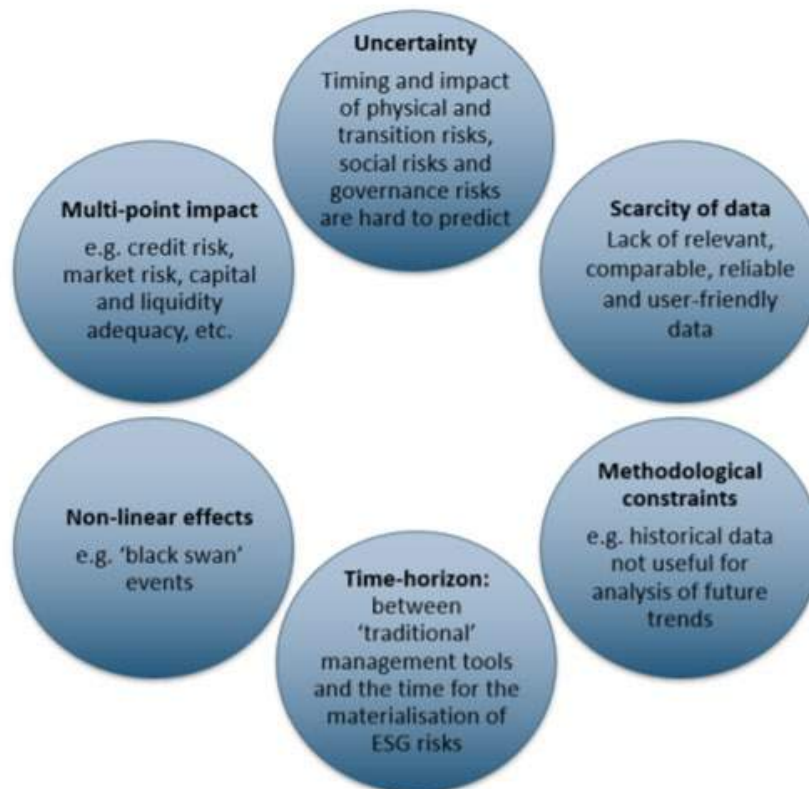 Uncertainty
Timing and impact
of physical and
transition risks,
social risks and
governance risks
are hard to predict
Scarcity of data
Lack of relevant,
comparable, reliable
and user-friendly
data
Methodological
constraints
e.g. historical data
not useful for
analysis of future
trends
Time-horizon:
between
‘traditional’
management tools
and the time for the
materialisation of
ESG risks
Non-linear effects
e.g. ‘black swan’
events
Multi-point impact
e.g. credit risk,
market risk, capital
and liquidity
adequacy, etc.